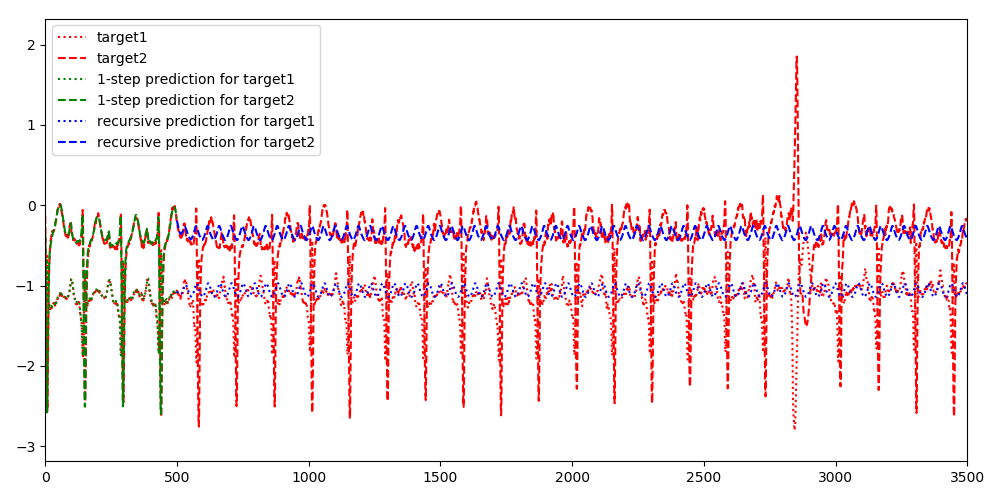 target1
target2
1-step prediction for target1
1-step prediction for target2
recursive prediction for target1
recursive prediction for target2
2
1
0
−1
−2
−3
0 500 1000 1500 2000 2500 3000 3500